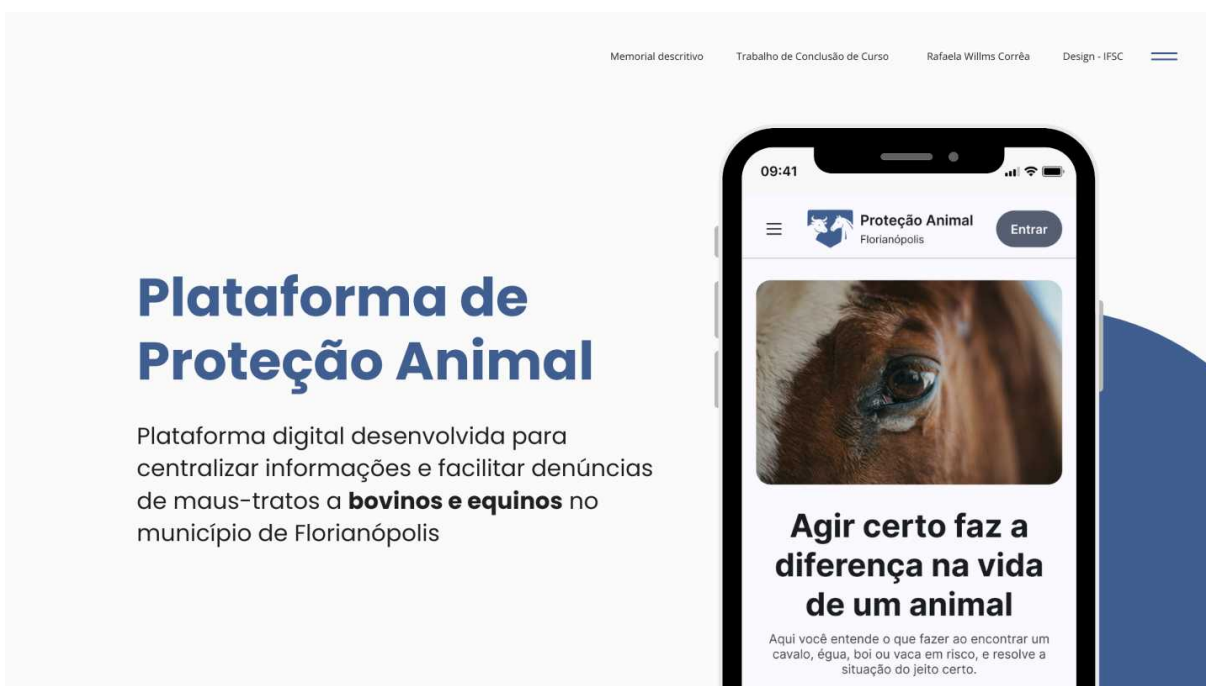 Memorial descritivo Trabalho de Conclusão de Curso Rafaela Willms Corrêa Design - IFSC
Plataforma de
Proteção Animal
Plataforma digital desenvolvida para
centralizar informações e facilitar denúncias
de maus-tratos a bovinos e equinos no
município de Florianópolis
09:41
Proteção Animal
Florianópolis
Entrar
Agir certo faz a
diferença na vida
de um animal
Aqui você entende o que fazer ao encontrar um
cavalo, égua, boi ou vaca em risco, e resolve a
situação do jeito certo.